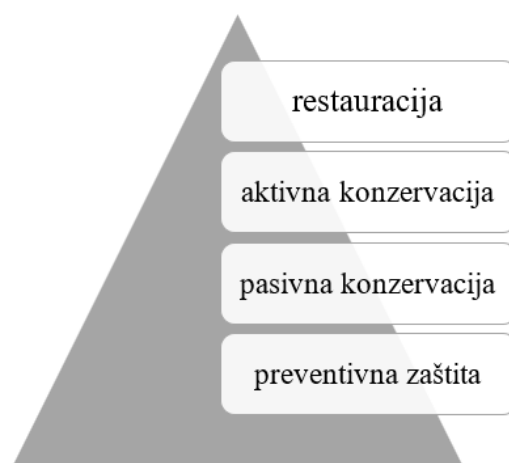 restauracija
aktivna konzervacija
pasivna konzervacija
preventivna zaštita